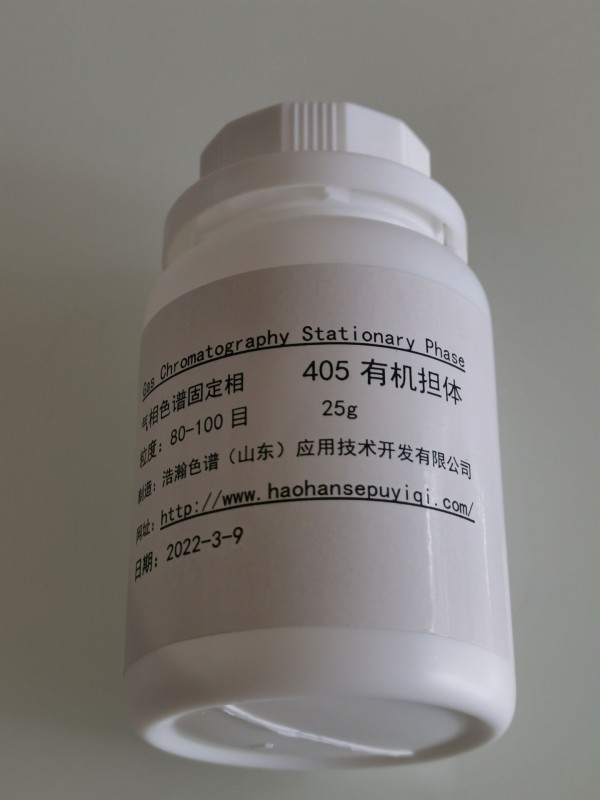 Gas Chromatography Stationary Phase
气相色谱固定相 405 有机担体
粒度: 80-100 目 25g
制造: 浩瀚色谱（山东）应用技术开发有限公司
网址: http://www.haohansepuyiqi.com/
日期: 2022-3-9